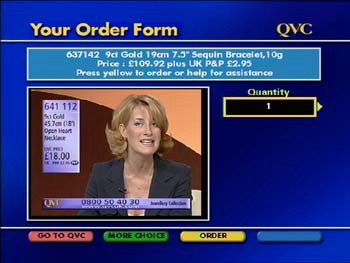 Your Order Form
QVC
637142 9ct Gold 19cm 7.5" Sequin Bracelet,10g
Price : £109.92 plus UK P&P £2.95
Press yellow to order or help for assistance
Quantity
1
641 112
9ct Gold
45.7cm (18")
Open Heart
Necklace
QVC PRICE
£18.00
QVC
0800 50 40 30
Jewellery Collection
GO TO QVC
MORE CHOICE
ORDER